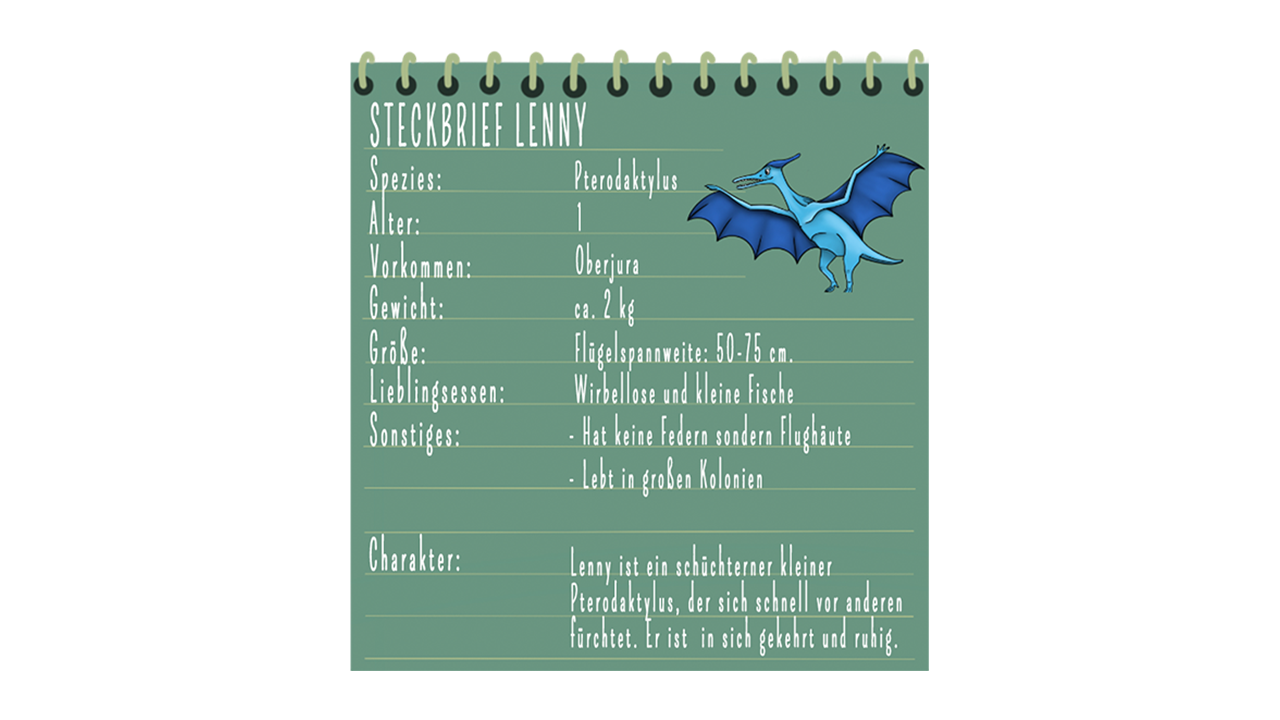 STECKBRIEF LENNY
Spezies: Pterodaktylus
Alter: 1
Vorkommen: Oberjura
Gewicht: ca. 2 kg
Größe: Flügelspannweite: 50-75 cm.
Lieblingsessen: Wirbellose und kleine Fische
Sonstiges: - Hat keine Federn sondern Flughäute
- Lebt in großen Kolonien
Charakter: Lenny ist ein schüchterner kleiner
Pterodaktylus, der sich schnell vor anderen
fürchtet. Er ist in sich gekehrt und ruhig.